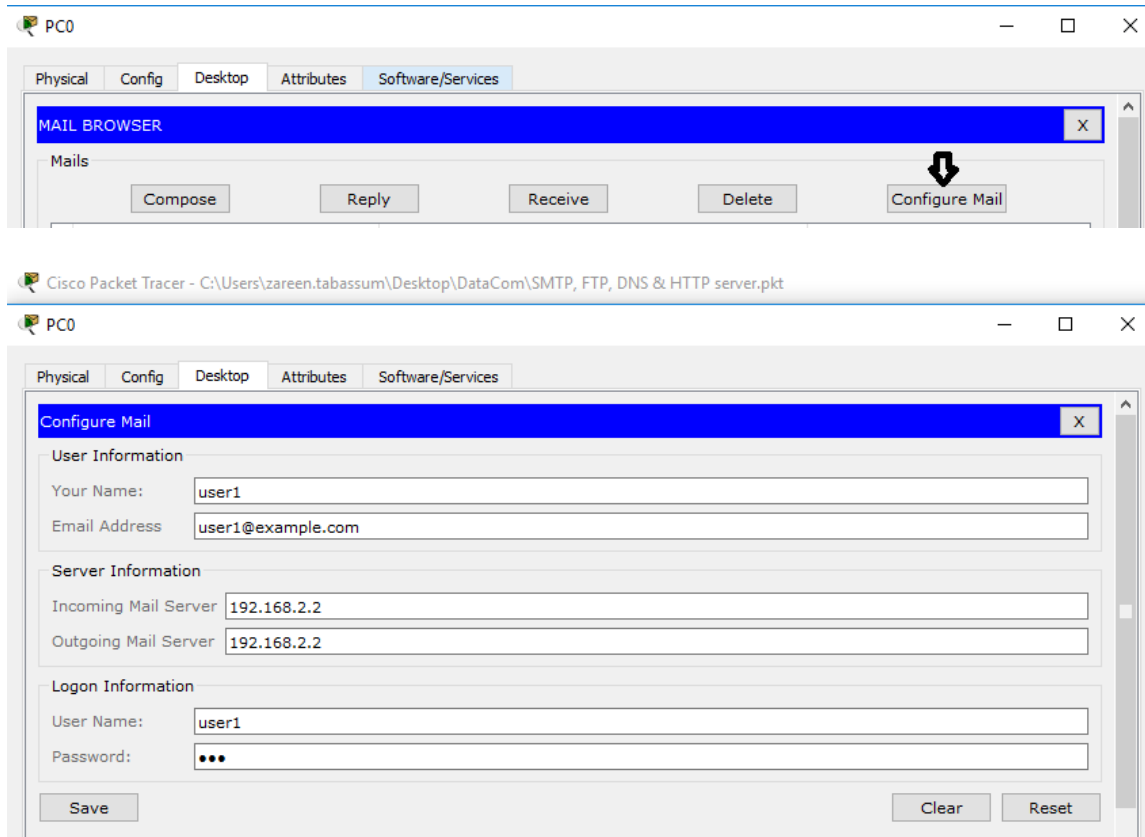 PC0
Physical Config Desktop Attributes Software/Services
MAIL BROWSER X
Mails
Compose Reply Receive Delete Configure Mail
Cisco Packet Tracer - C:\Users\zareen.tabassum\Desktop\DataCom\SMTP, FTP, DNS & HTTP server.pkt
PC0
Physical Config Desktop Attributes Software/Services
Configure Mail X
User Information
Your Name: user1
Email Address user1@example.com
Server Information
Incoming Mail Server 192.168.2.2
Outgoing Mail Server 192.168.2.2
Logon Information
User Name: user1
Password: •••
Save Clear Reset